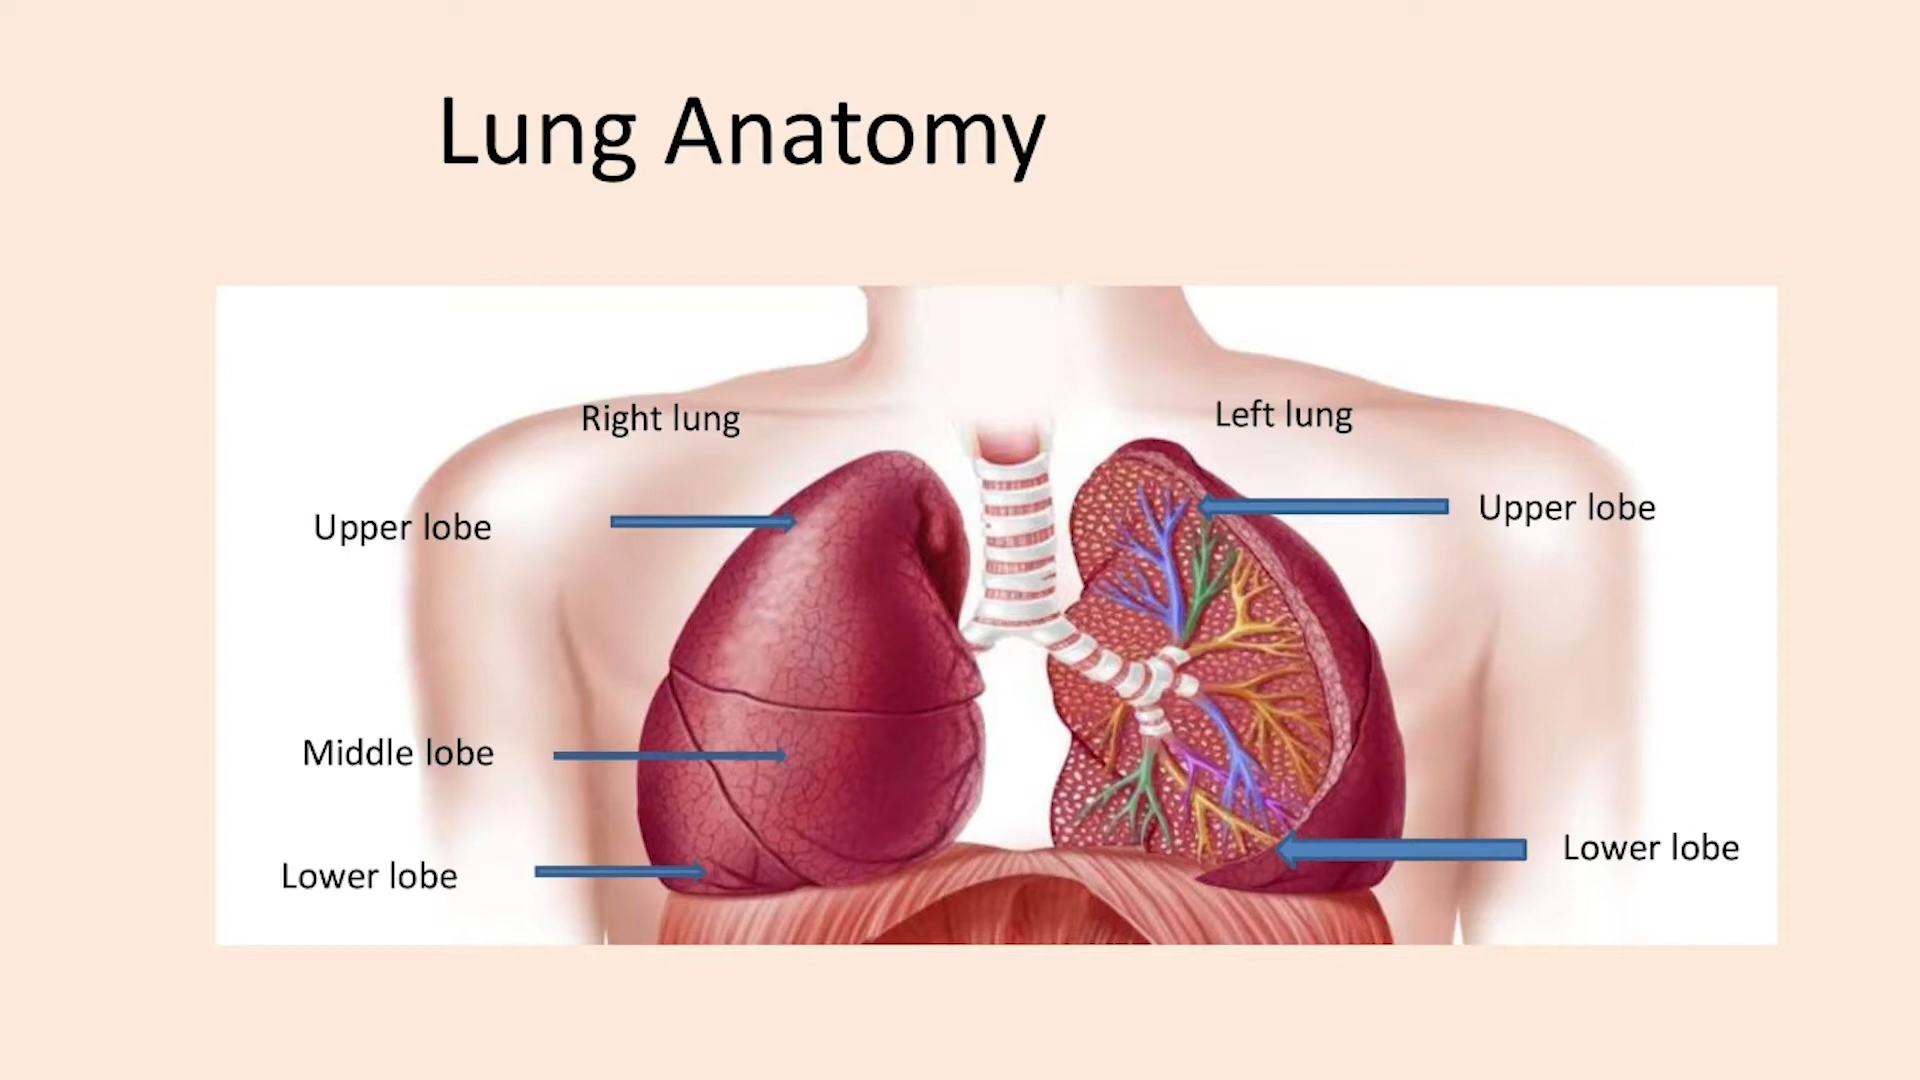 Lung Anatomy
Right lung
Left lung
Upper lobe
Upper lobe
Middle lobe
Lower lobe
Lower lobe